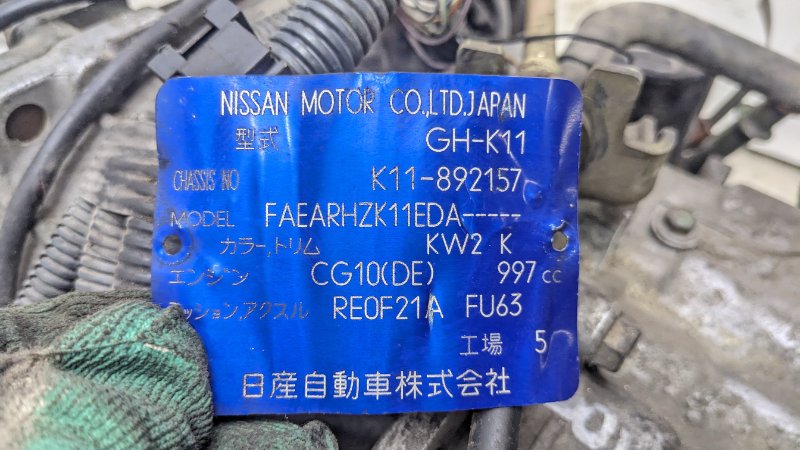 NISSAN MOTOR CO.,LTD.JAPAN
型式 GH-K11
CHASSIS NO K11-892157
MODEL FAEARHZK11EDA-----
カラー,トリム KW2 K
エンジン CG10(DE) 997 cc
ミッション,アクスル RE0F21A FU63
工場 5
日産自動車株式会社